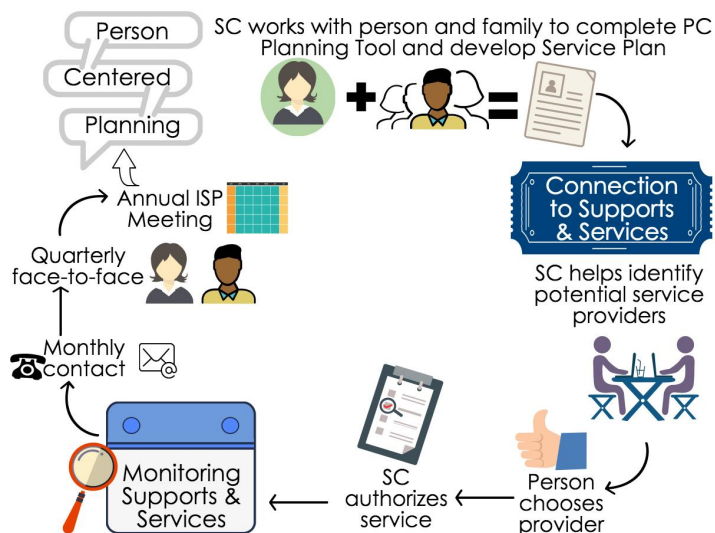 Person
Centered
Planning
SC works with person and family to complete PC
Planning Tool and develop Service Plan
Connection
to Supports
& Services
SC helps identify
potential service
providers
Person
chooses
provider
SC
authorizes
service
Monitoring
Supports &
Services
Monthly
contact
Quarterly
face-to-face
Annual ISP
Meeting